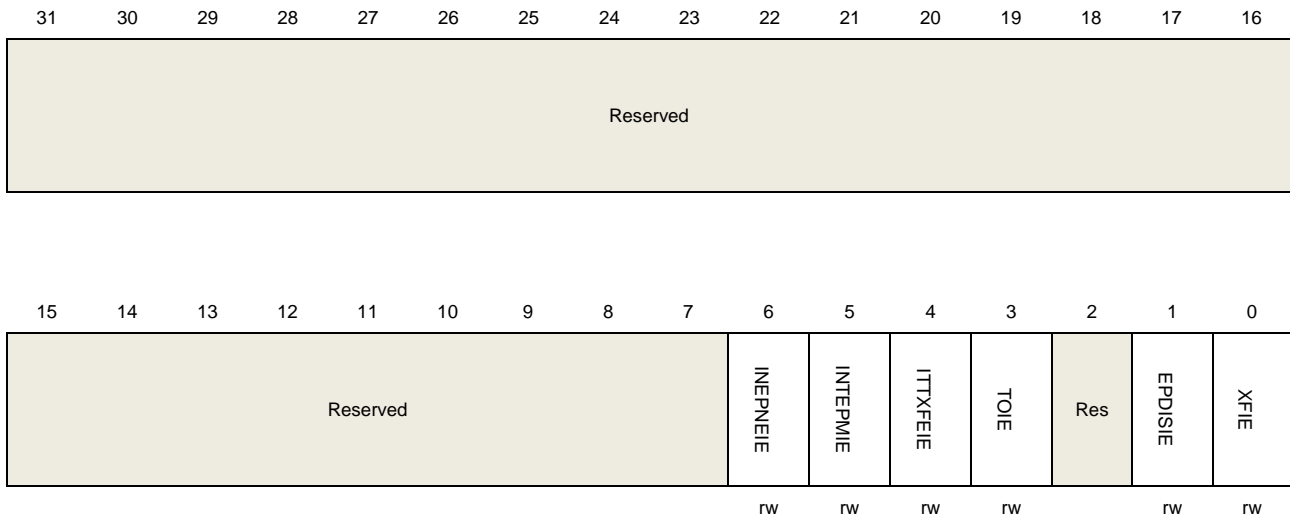 31 30 29 28 27 26 25 24 23 22 21 20 19 18 17 16
Reserved
15 14 13 12 11 10 9 8 7 6 5 4 3 2 1 0
Reserved INEPNEIE INTEPMIE ITTXFEIE TOIE Res EPDISIE XFIE
rw rw rw rw rw rw